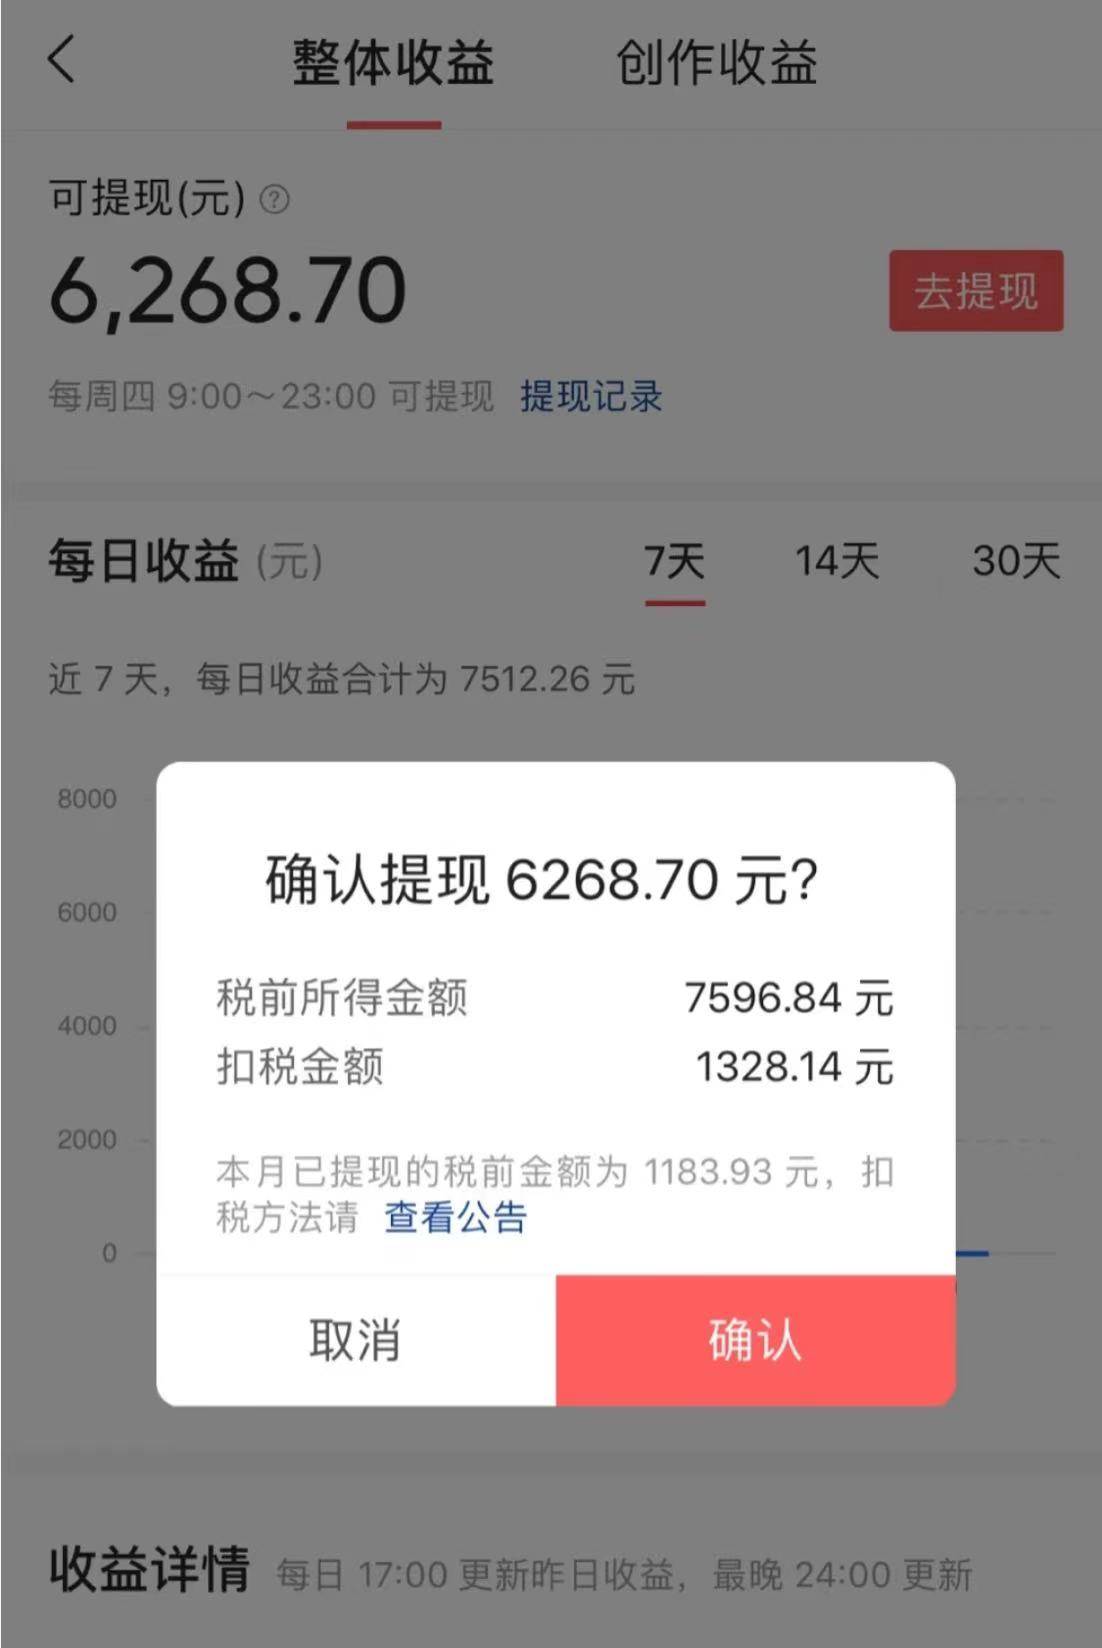 整体收益 创作收益
可提现(元) ?
6,268.70
去提现
每周四 9:00～23:00 可提现 提现记录
每日收益 (元) 7天 14天 30天
近 7 天，每日收益合计为 7512.26 元
8000
6000
4000
2000
0
确认提现 6268.70 元?
税前所得金额 7596.84 元
扣税金额 1328.14 元
本月已提现的税前金额为 1183.93 元，扣
税方法请 查看公告
取消 确认
收益详情 每日 17:00 更新昨日收益，最晚 24:00 更新